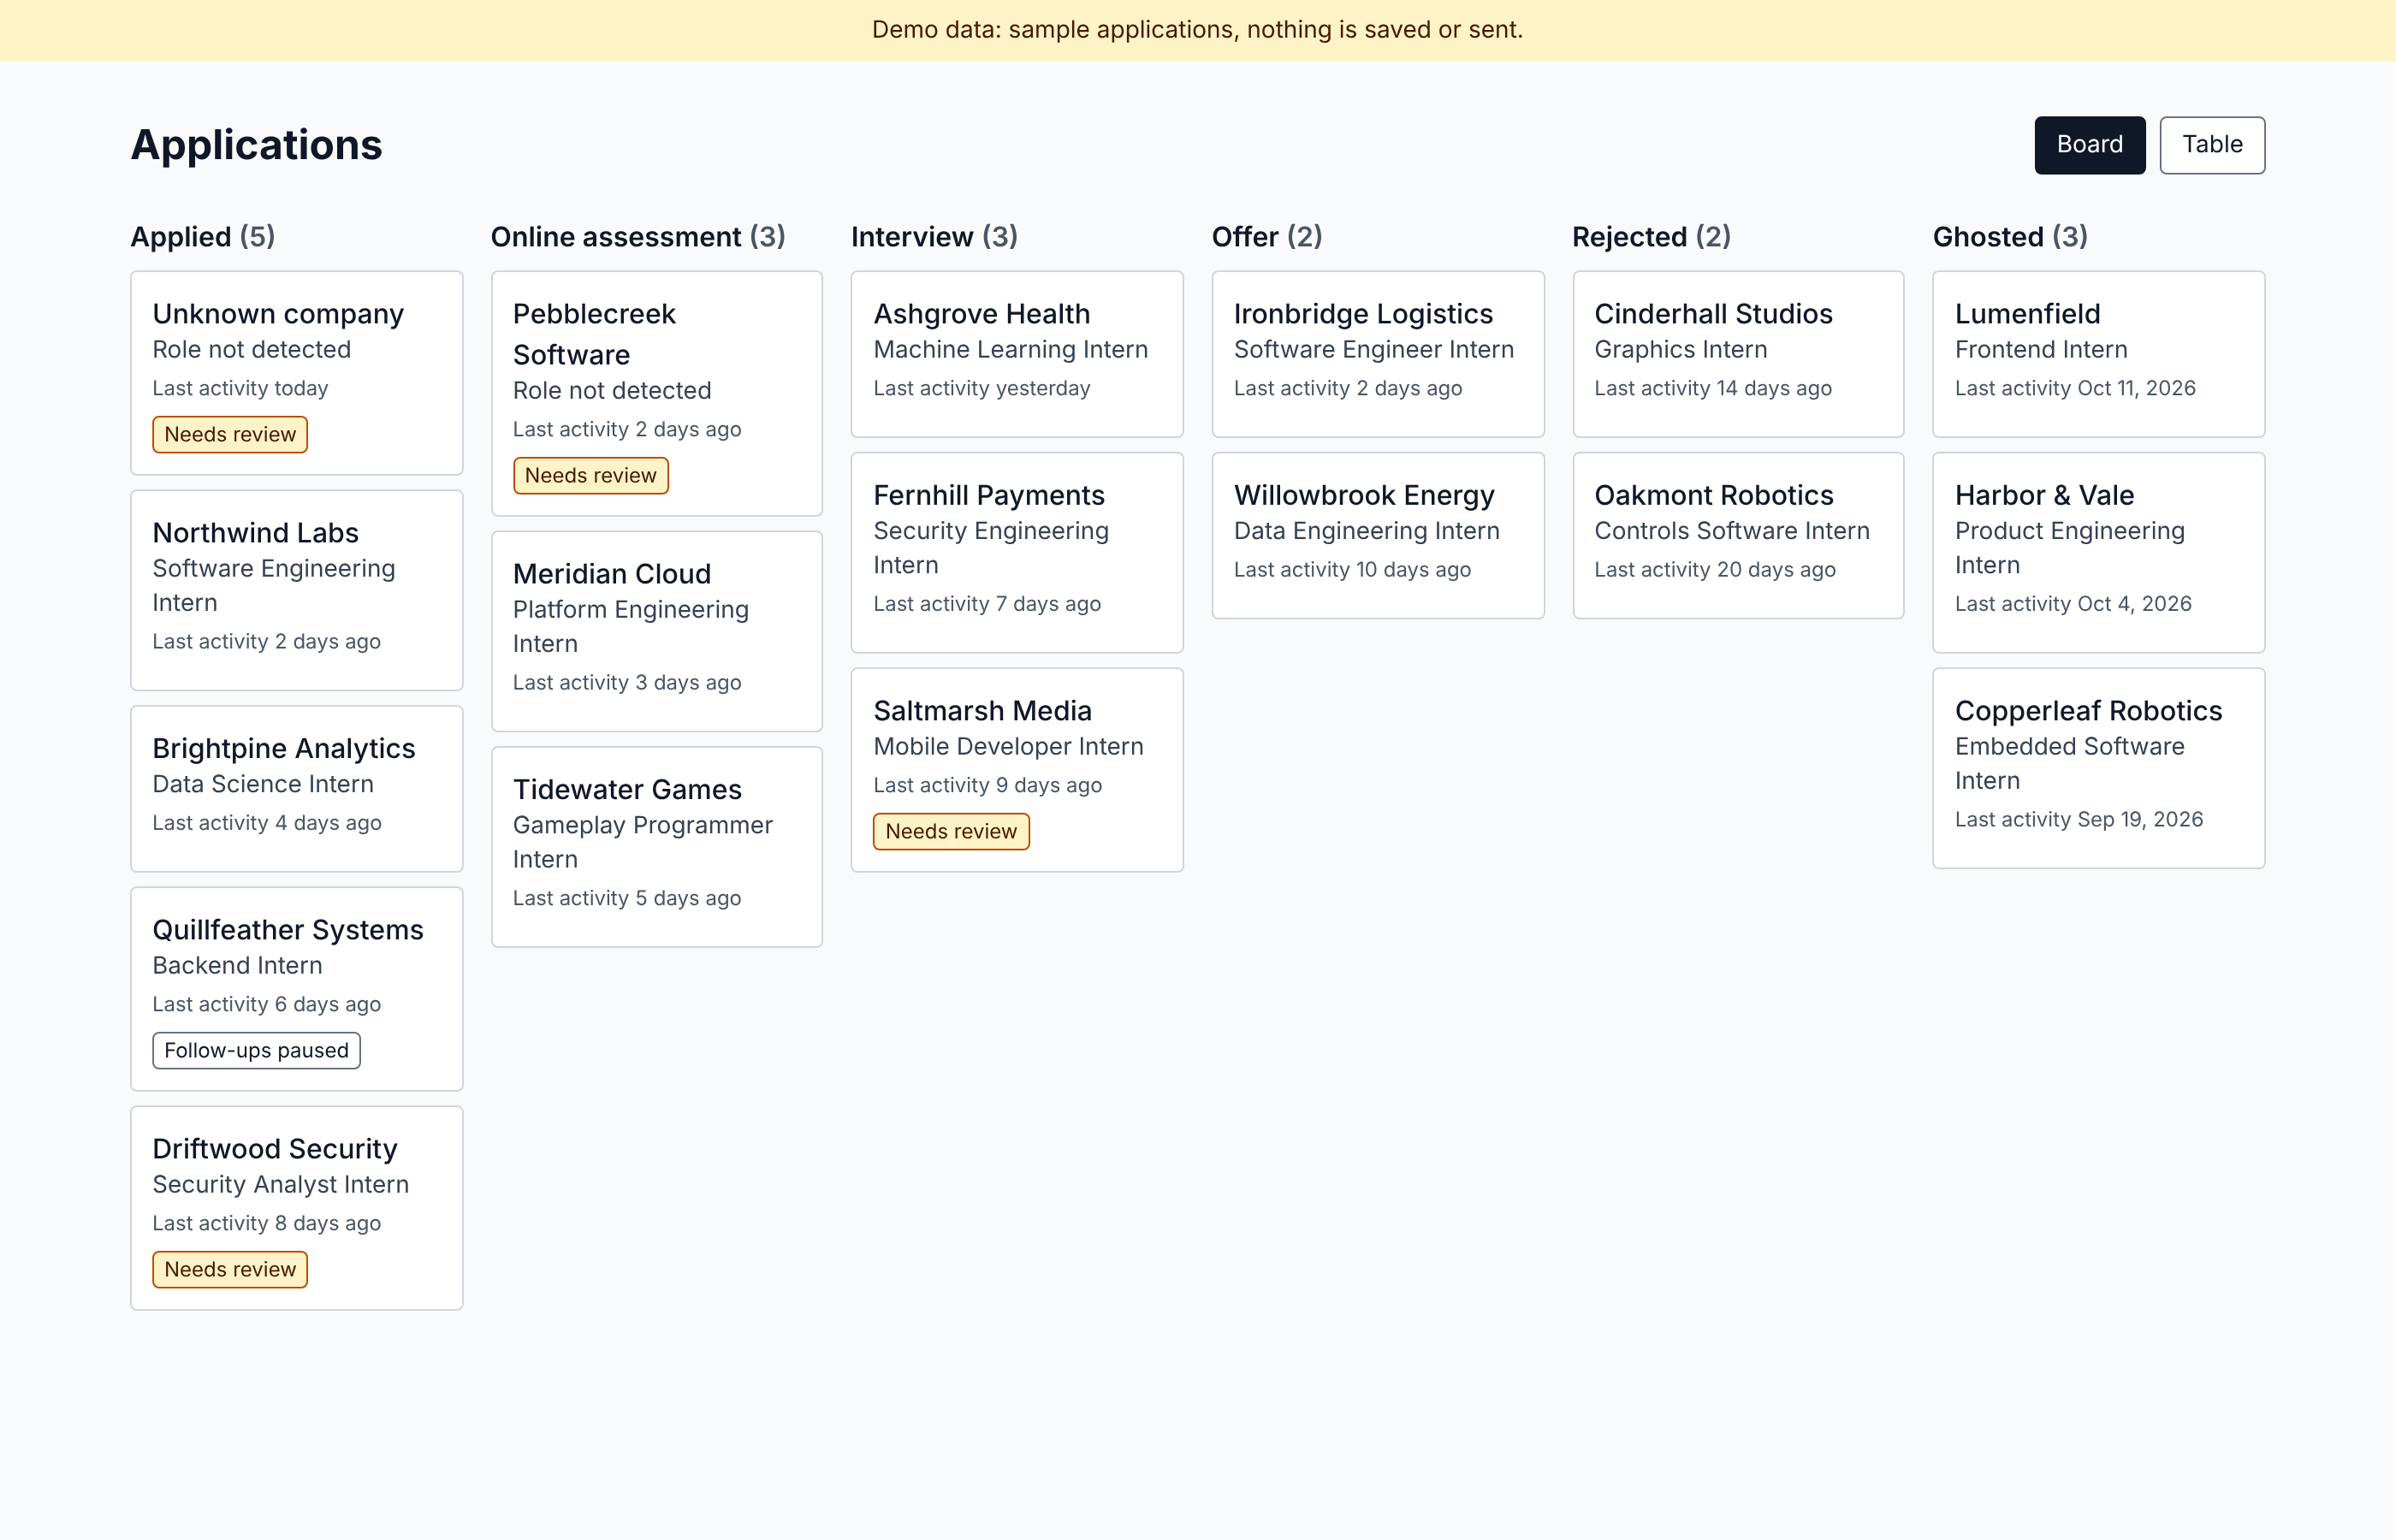 Demo data: sample applications, nothing is saved or sent.
Applications
Board
Table
Applied (5)
Unknown company
Role not detected
Last activity today
Needs review
Northwind Labs
Software Engineering
Intern
Last activity 2 days ago
Brightpine Analytics
Data Science Intern
Last activity 4 days ago
Quillfeather Systems
Backend Intern
Last activity 6 days ago
Follow-ups paused
Driftwood Security
Security Analyst Intern
Last activity 8 days ago
Needs review
Online assessment (3)
Pebblecreek
Software
Role not detected
Last activity 2 days ago
Needs review
Meridian Cloud
Platform Engineering
Intern
Last activity 3 days ago
Tidewater Games
Gameplay Programmer
Intern
Last activity 5 days ago
Interview (3)
Ashgrove Health
Machine Learning Intern
Last activity yesterday
Fernhill Payments
Security Engineering
Intern
Last activity 7 days ago
Saltmarsh Media
Mobile Developer Intern
Last activity 9 days ago
Needs review
Offer (2)
Ironbridge Logistics
Software Engineer Intern
Last activity 2 days ago
Willowbrook Energy
Data Engineering Intern
Last activity 10 days ago
Rejected (2)
Cinderhall Studios
Graphics Intern
Last activity 14 days ago
Oakmont Robotics
Controls Software Intern
Last activity 20 days ago
Ghosted (3)
Lumenfield
Frontend Intern
Last activity Oct 11, 2026
Harbor & Vale
Product Engineering
Intern
Last activity Oct 4, 2026
Copperleaf Robotics
Embedded Software
Intern
Last activity Sep 19, 2026